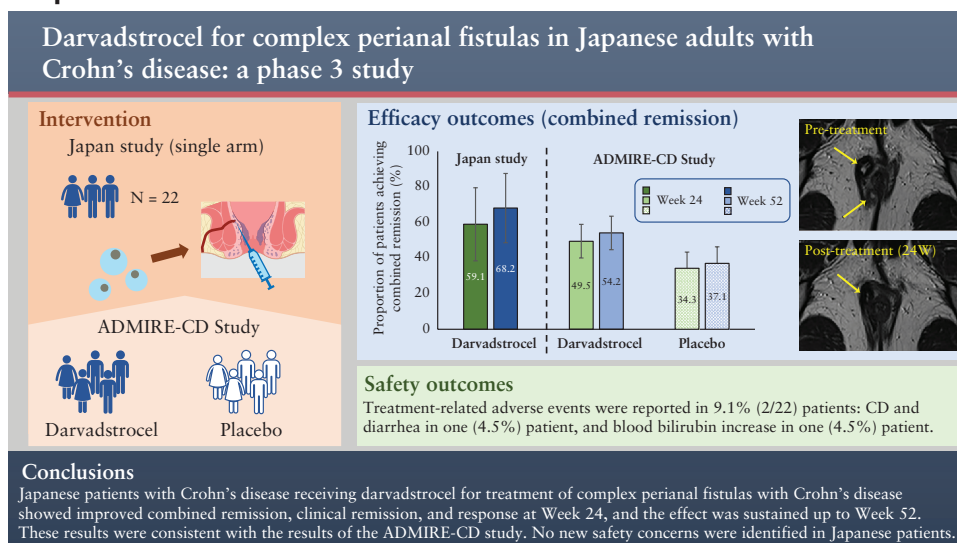 Darvadstrocel for complex perianal fistulas in Japanese adults with
Crohn's disease: a phase 3 study
Intervention
Japan study (single arm)
N = 22
ADMIRE-CD Study
Darvadstrocel
Placebo
Efficacy outcomes (combined remission)
Proportion of patients achieving
combined remission (%)
100
80
60
40
20
0
Japan study
ADMIRE-CD Study
Week 24
Week 52
59.1
68.2
49.5
54.2
34.3
37.1
Darvadstrocel
Darvadstrocel
Placebo
Pre-treatment
Post-treatment (24W)
Safety outcomes
Treatment-related adverse events were reported in 9.1% (2/22) patients: CD and
diarrhea in one (4.5%) patient, and blood bilirubin increase in one (4.5%) patient.
Conclusions
Japanese patients with Crohn's disease receiving darvadstrocel for treatment of complex perianal fistulas with Crohn's disease
showed improved combined remission, clinical remission, and response at Week 24, and the effect was sustained up to Week 52.
These results were consistent with the results of the ADMIRE-CD study. No new safety concerns were identified in Japanese patients.